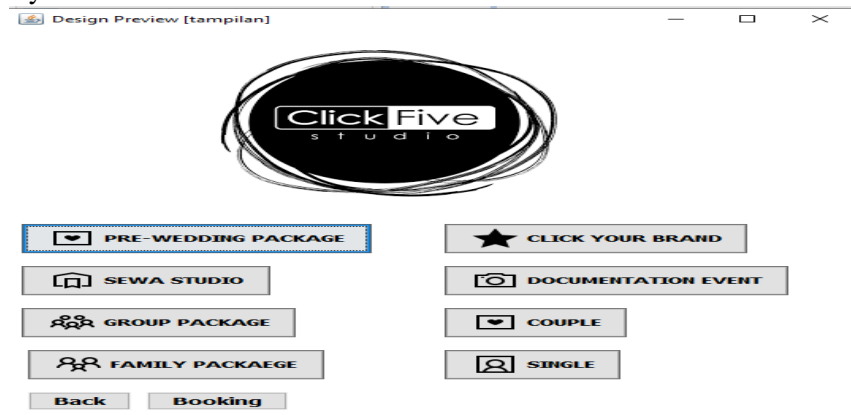 Design Preview [tampilan]
Click Five
studio
PRE-WEDDING PACKAGE
CLICK YOUR BRAND
SEWA STUDIO
DOCUMENTATION EVENT
GROUP PACKAGE
COUPLE
FAMILY PACKAEGE
SINGLE
Back
Booking